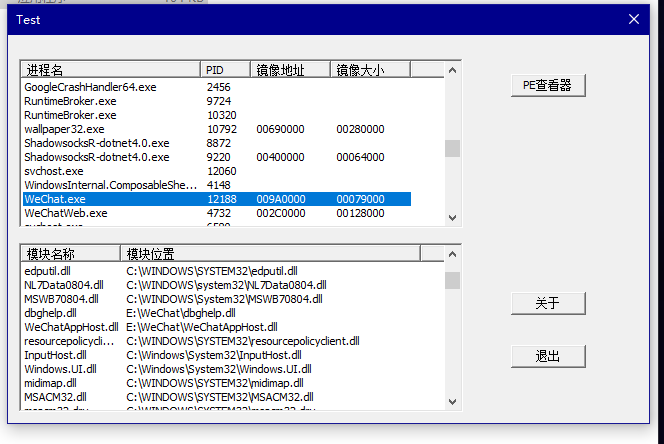 Test
进程名 PID 镜像地址 镜像大小
GoogleCrashHandler64.exe 2456
RuntimeBroker.exe 9724
RuntimeBroker.exe 10320
wallpaper32.exe 10792 00690000 00280000
ShadowsocksR-dotnet4.0.exe 8872
ShadowsocksR-dotnet4.0.exe 9220 00400000 00064000
svchost.exe 12060
WindowsInternal.ComposableShe... 4148
WeChat.exe 12188 009A0000 00079000
WeChatWeb.exe 4732 002C0000 00128000
PE查看器
模块名称 模块位置
edputil.dll C:\WINDOWS\SYSTEM32\edputil.dll
NL7Data0804.dll C:\WINDOWS\system32\NL7Data0804.dll
MSWB70804.dll C:\WINDOWS\System32\MSWB70804.dll
dbghelp.dll E:\WeChat\dbghelp.dll
WeChatAppHost.dll E:\WeChat\WeChatAppHost.dll
resourcepolicycli... C:\WINDOWS\SYSTEM32\resourcepolicyclient.dll
InputHost.dll C:\Windows\System32\InputHost.dll
Windows.UI.dll C:\Windows\System32\Windows.UI.dll
midimap.dll C:\WINDOWS\SYSTEM32\midimap.dll
MSACM32.dll C:\WINDOWS\SYSTEM32\MSACM32.dll
关于
退出